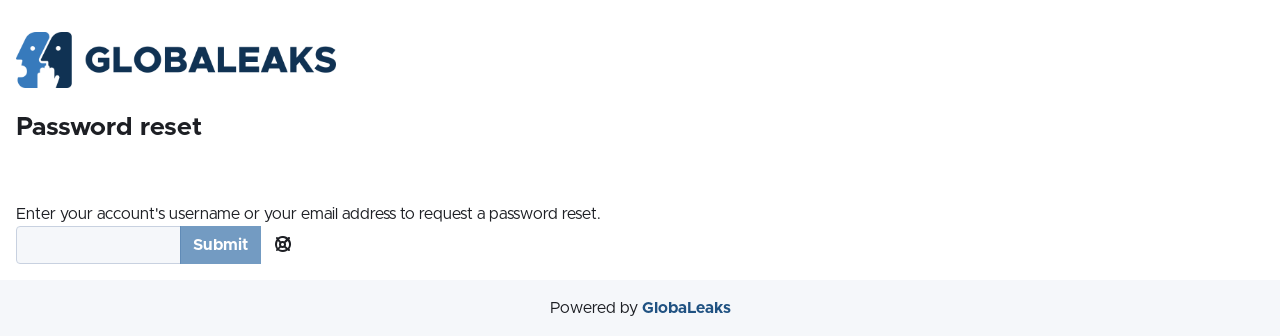 GLOBALEAKS
Password reset
Enter your account's username or your email address to request a password reset.
Submit
Powered by GlobaLeaks